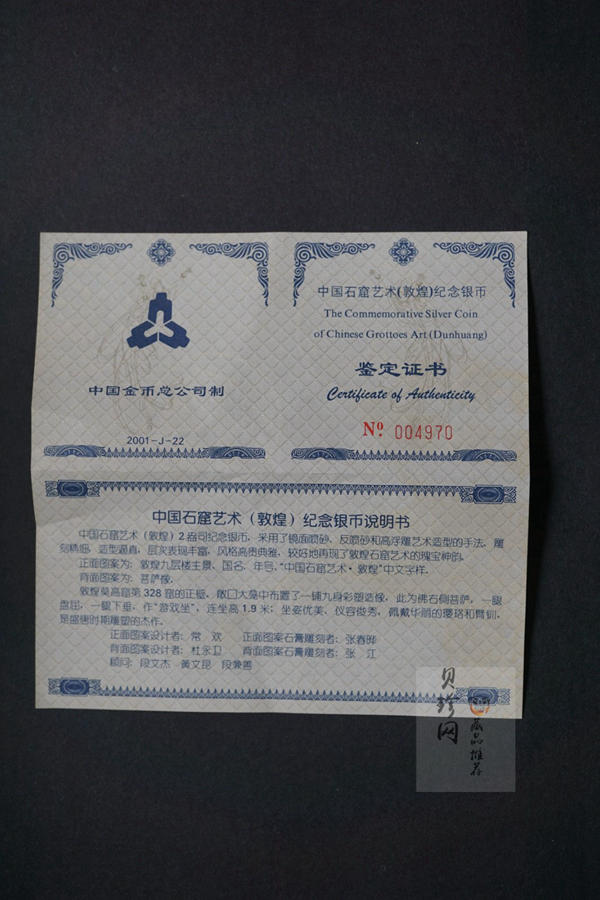 中国金币总公司制
2001-J-22
中国石窟艺术(敦煌)纪念银币
The Commemorative Silver Coin
of Chinese Grottoes Art (Dunhuang)
鉴定证书
Certificate of Authenticity
Nº 004970
中国石窟艺术（敦煌）纪念银币说明书
中国石窟艺术（敦煌）2盎司纪念银币，采用了镜面喷砂、反喷砂和高浮雕艺术造型的手法，雕
刻精细，造型逼真，层次表现丰富，风格高贵典雅，较好地再现了敦煌石窟艺术的瑰宝神韵。
正面图案为：敦煌九层楼主景、国名、年号，“中国石窟艺术·敦煌”中文字样。
背面图案为：菩萨像。
敦煌莫高窟第328窟的正壁，敞口大龛中布置了一铺九身彩塑造像，此为佛右侧菩萨，一腿
盘屈，一腿下垂，作“游戏坐”，连坐高1.9米；坐姿优美，仪容俊秀，佩戴华丽的璎珞和臂钏，
是盛唐时期雕塑的杰作。
正面图案设计者：常 欢 正面图案石膏雕刻者：张春晔
背面图案设计者：杜永卫 背面图案石膏雕刻者：张 江
顾问：段文杰 黄文昆 段兼善
贝珍网
藏品推荐